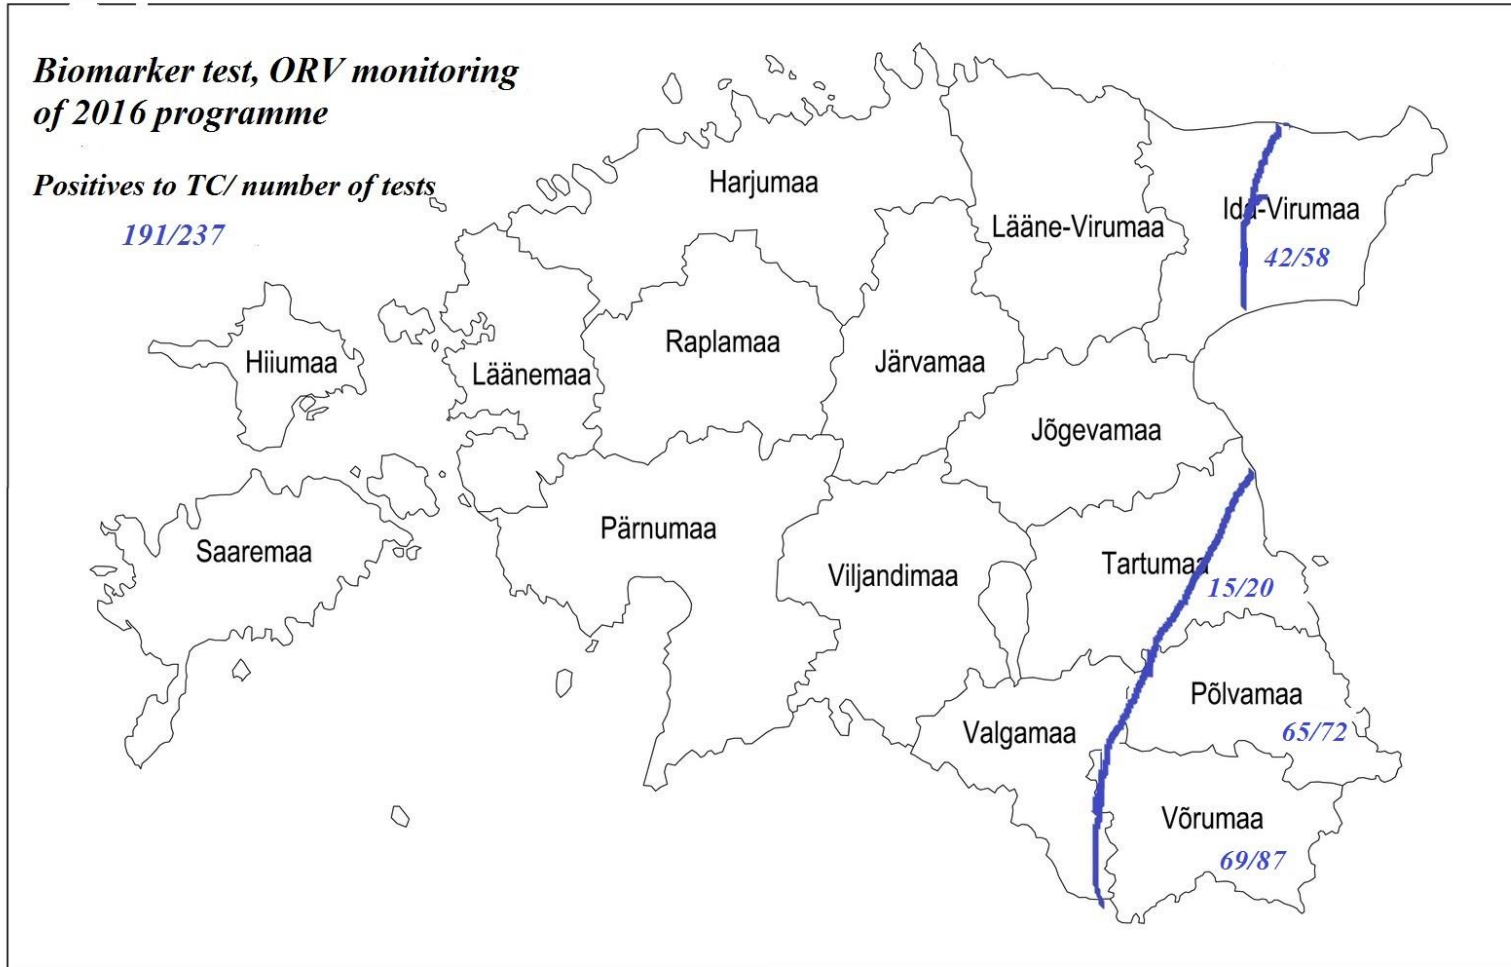 Biomarker test, ORV monitoring
of 2016 programme
Positives to TC/ number of tests
191/237
Harjumaa
Lääne-Virumaa
Ida-Virumaa
42/58
Hiiumaa
Läänemaa
Raplamaa
Järvamaa
Jõgevamaa
Saaremaa
Pärnumaa
Viljandimaa
Tartumaa
15/20
Põlvamaa
65/72
Valgamaa
Võrumaa
69/87